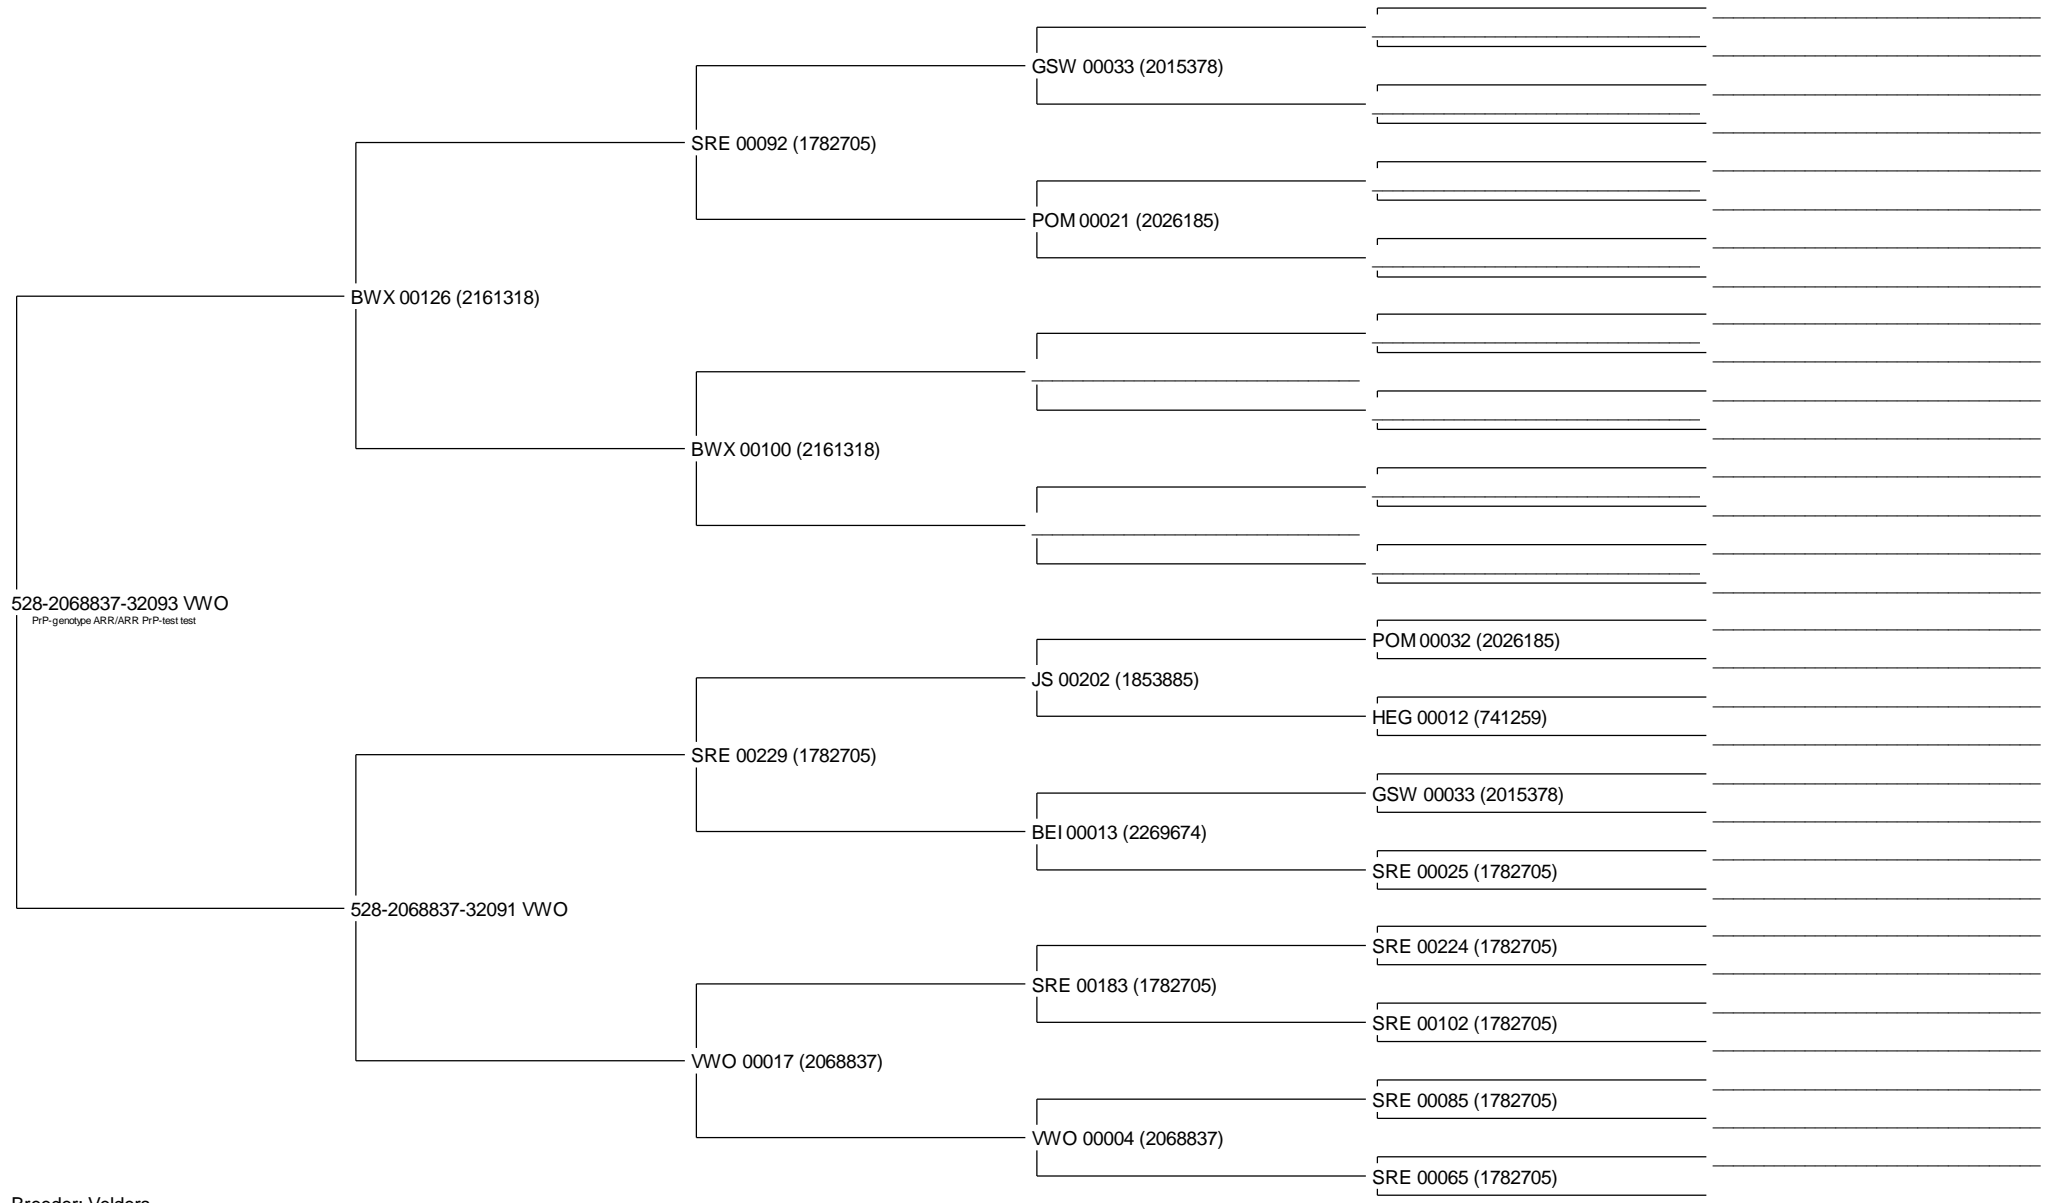 GSW 00033 (2015378)
SRE 00092 (1782705)
POM 00021 (2026185)
BWX 00126 (2161318)
BWX 00100 (2161318)
528-2068837-32093 VWO
PrP-genotype ARR/ARR PrP-test test
POM 00032 (2026185)
JS 00202 (1853885)
HEG 00012 (741259)
SRE 00229 (1782705)
GSW 00033 (2015378)
BEI 00013 (2269674)
SRE 00025 (1782705)
528-2068837-32091 VWO
SRE 00224 (1782705)
SRE 00183 (1782705)
SRE 00102 (1782705)
VWO 00017 (2068837)
SRE 00085 (1782705)
VWO 00004 (2068837)
SRE 00065 (1782705)
Breeder: Velders